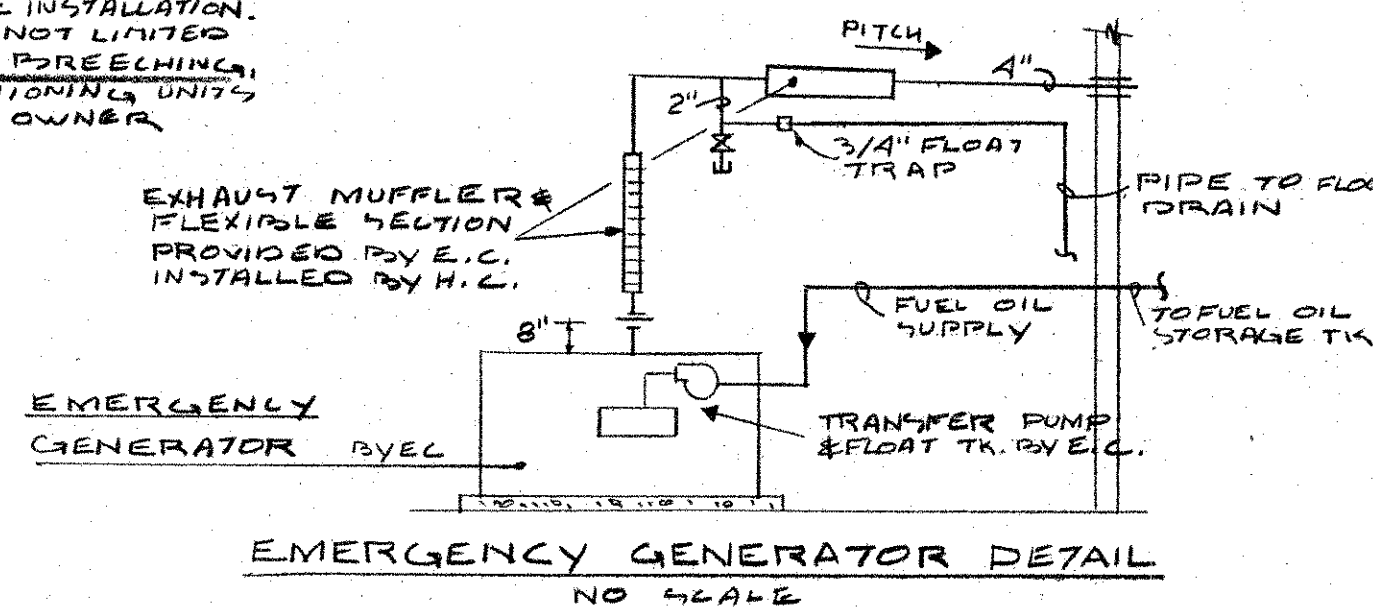 INSTALLATION.
NOT LIMITED
BREECHING,
UNITS
OWNER
PITCH
4"
2"
3/4" FLOAT
TRAP
EXHAUST MUFFLER &
FLEXIBLE SECTION
PROVIDED BY E.C.
INSTALLED BY H.C.
PIPE TO
DRAIN
8"
FUEL OIL
SUPPLY
TO FUEL OIL
STORAGE TK
EMERGENCY
GENERATOR BY EC
TRANSFER PUMP
& FLOAT TK. BY E.C.
EMERGENCY GENERATOR DETAIL
NO SCALE